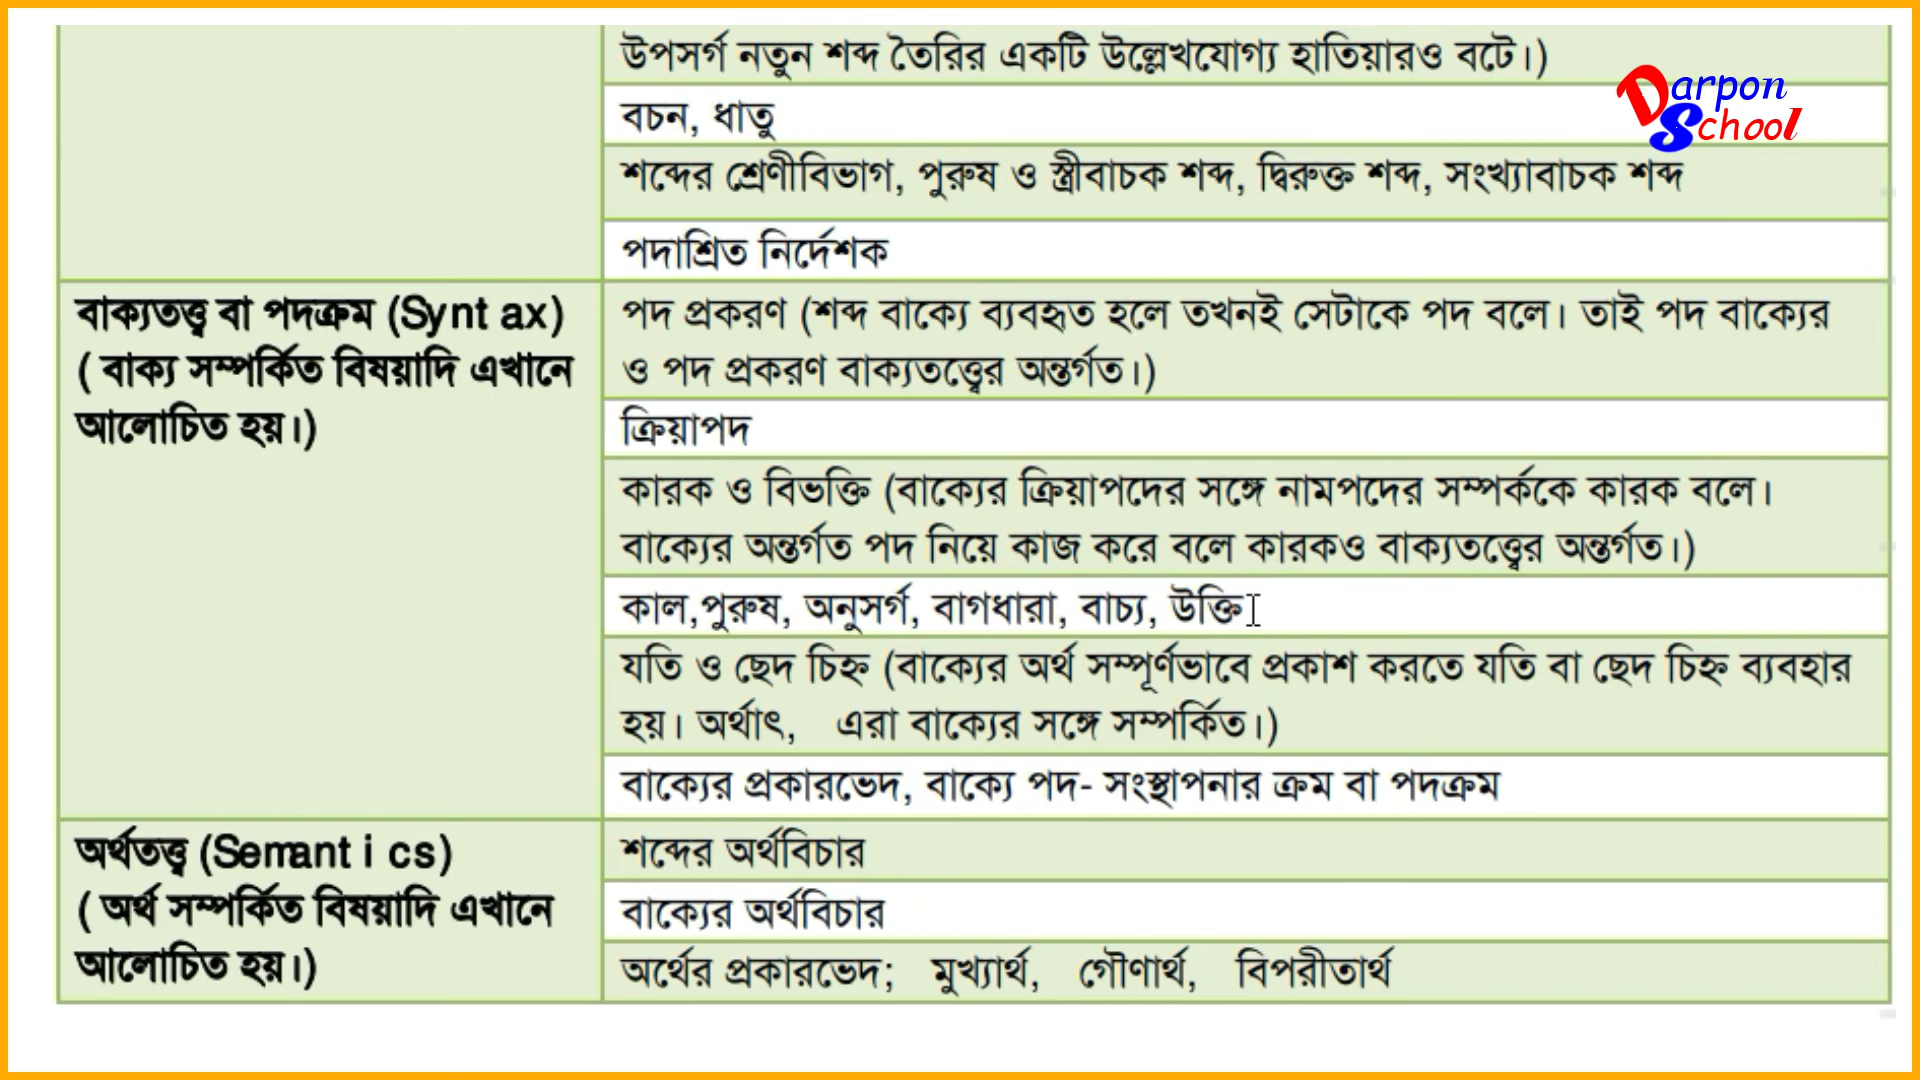 উপসর্গ নতুন শব্দ তৈরির একটি উল্লেখযোগ্য হাতিয়ারও বটে।)
Darpon
School
বচন, ধাতু
শব্দের শ্রেণীবিভাগ, পুরুষ ও স্ত্রীবাচক শব্দ, দ্বিরুক্ত শব্দ, সংখ্যাবাচক শব্দ
পদাশ্রিত নির্দেশক
বাক্যতত্ত্ব বা পদক্রম (Syntax)
( বাক্য সম্পর্কিত বিষয়াদি এখানে
আলোচিত হয়।)
পদ প্রকরণ (শব্দ বাক্যে ব্যবহৃত হলে তখনই সেটাকে পদ বলে। তাই পদ বাক্যের
ও পদ প্রকরণ বাক্যতত্ত্বের অন্তর্গত।)
ক্রিয়াপদ
কারক ও বিভক্তি (বাক্যের ক্রিয়াপদের সঙ্গে নামপদের সম্পর্ককে কারক বলে।
বাক্যের অন্তর্গত পদ নিয়ে কাজ করে বলে কারকও বাক্যতত্ত্বের অন্তর্গত।)
কাল,পুরুষ, অনুসর্গ, বাগধারা, বাচ্য, উক্তি
যতি ও ছেদ চিহ্ন (বাক্যের অর্থ সম্পূর্ণভাবে প্রকাশ করতে যতি বা ছেদ চিহ্ন ব্যবহার
হয়। অর্থাৎ, এরা বাক্যের সঙ্গে সম্পর্কিত।)
বাক্যের প্রকারভেদ, বাক্যে পদ- সংস্থাপনার ক্রম বা পদক্রম
অর্থতত্ত্ব (Semantics)
( অর্থ সম্পর্কিত বিষয়াদি এখানে
আলোচিত হয়।)
শব্দের অর্থবিচার
বাক্যের অর্থবিচার
অর্থের প্রকারভেদ; মুখ্যার্থ, গৌণার্থ, বিপরীতার্থ